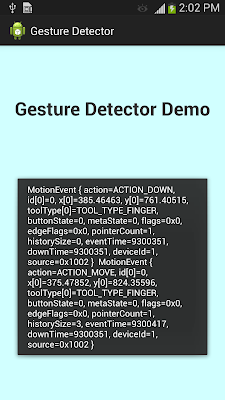 2:02 PM
Gesture Detector
Gesture Detector Demo
MotionEvent { action=ACTION_DOWN,
id[0]=0, x[0]=385.46463, y[0]=761.40515,
toolType[0]=TOOL_TYPE_FINGER,
buttonState=0, metaState=0, flags=0x0,
edgeFlags=0x0, pointerCount=1,
historySize=0, eventTime=9300351,
downTime=9300351, deviceId=1,
source=0x1002 }  MotionEvent {
action=ACTION_MOVE, id[0]=0,
x[0]=375.47852, y[0]=824.35596,
toolType[0]=TOOL_TYPE_FINGER,
buttonState=0, metaState=0, flags=0x0,
edgeFlags=0x0, pointerCount=1,
historySize=3, eventTime=9300417,
downTime=9300351, deviceId=1,
source=0x1002 }